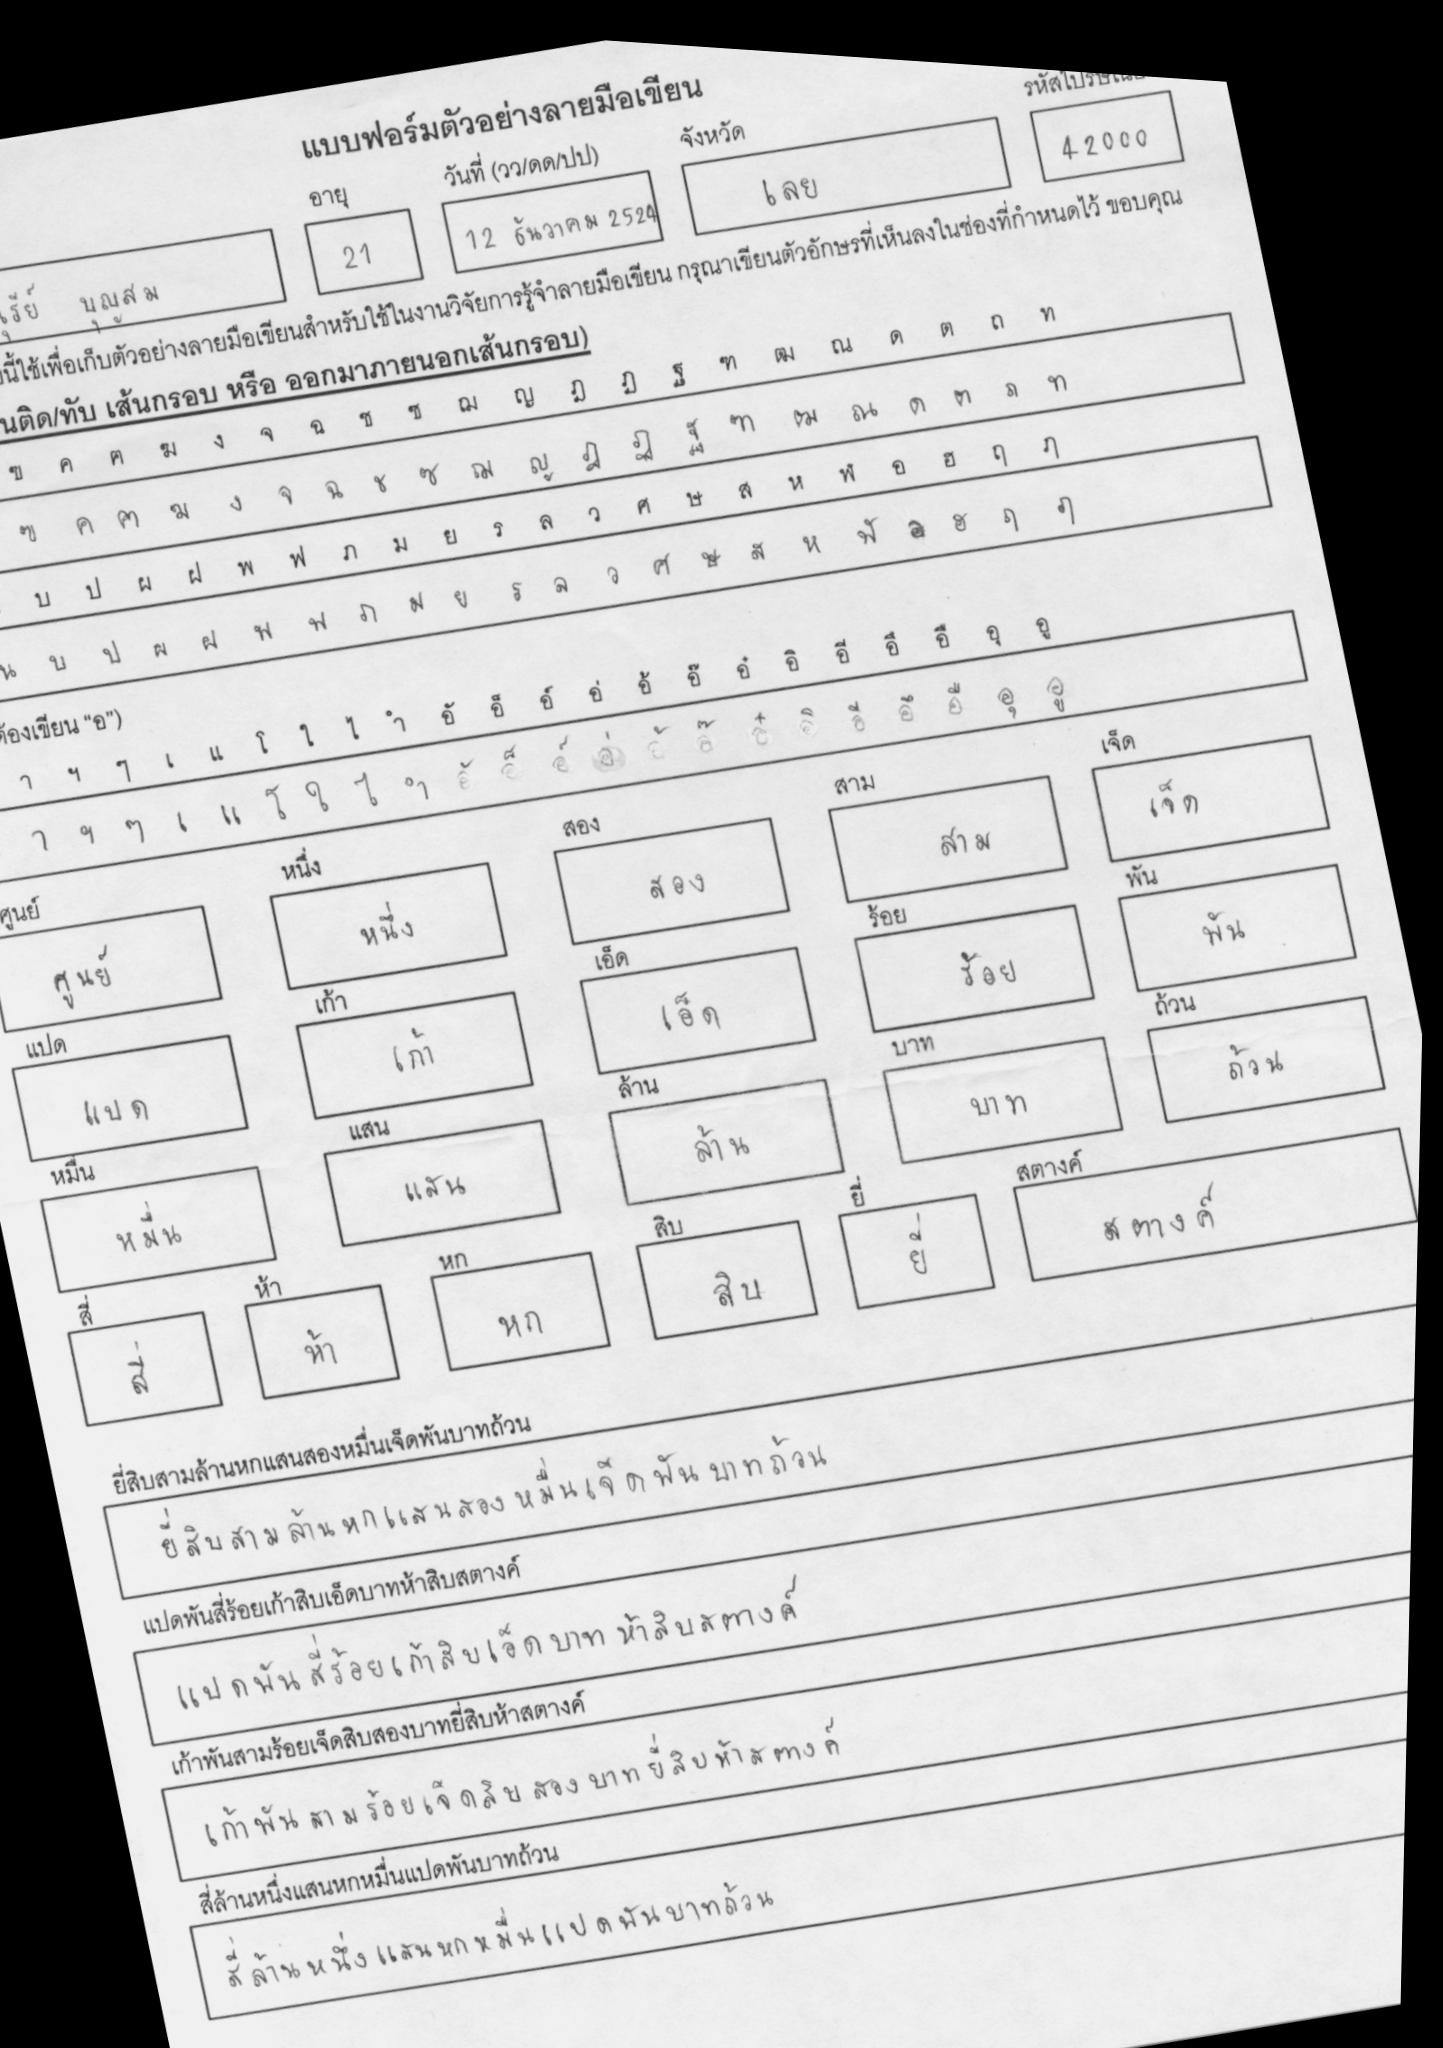 แบบฟอร์มตัวอย่างลายมือเขียน
อายุ วันที่ (วว/ดด/ปป) จังหวัด
บุญสม 21 12 ธันวาคม 2524 เลย 42000
นี้ใช้เพื่อเก็บตัวอย่างลายมือเขียนสำหรับใช้ในงานวิจัยการรู้จำลายมือเขียน กรุณาเขียนตัวอักษรที่เห็นลงในช่องที่กำหนดไว้ ขอบคุณ
นติด/ทับ เส้นกรอบ หรือ ออกมาภายนอกเส้นกรอบ)
ข ค ฅ ฆ ง จ ฉ ช ซ ฌ ญ ฎ ฏ ฐ ฑ ฒ ณ ด ต ถ ท
ฃ ค ฅ ฆ ง จ ฉ ช ซ ฌ ญ ฎ ฏ ฐ ฑ ฒ ณ ด ต ถ ท
บ ป ผ ฝ พ ฟ ภ ม ย ร ล ว ศ ษ ส ห ฬ อ ฮ ฤ ฦ
น บ ป ผ ฝ พ ฟ ภ ม ย ร ล ว ศ ษ ส ห ฬ อ ฮ ฤ ฦ
ต้องเขียน "อ")
า ฯ ๆ เ แ โ ใ ไ ำ อั อ็ อ์ อ่ อ้ อ๊ อ๋ อิ อี อึ อื อุ อู
า ฯ ๆ เ แ โ ใ ไ ำ อั อ็ อ์ อ่ อ้ อ๊ อ๋ อิ อี อึ อื อุ อู
ศูนย์ หนึ่ง สอง สาม เจ็ด
ศูนย์ หนึ่ง สอง สาม เจ็ด
แปด เก้า เอ็ด ร้อย พัน
แปด เก้า เอ็ด ร้อย พัน
หมื่น แสน ล้าน บาท ถ้วน
หมื่น แสน ล้าน บาท ถ้วน
สี่ ห้า หก สิบ ยี่ สตางค์
สี่ ห้า หก สิบ ยี่ สตางค์
ยี่สิบสามล้านหกแสนสองหมื่นเจ็ดพันบาทถ้วน
ยี่สิบสามล้านหกแสนสองหมื่นเจ็ดพันบาทถ้วน
แปดพันสี่ร้อยเก้าสิบเอ็ดบาทห้าสิบสตางค์
แปดพันสี่ร้อยเก้าสิบเอ็ดบาทห้าสิบสตางค์
เก้าพันสามร้อยเจ็ดสิบสองบาทยี่สิบห้าสตางค์
เก้าพันสามร้อยเจ็ดสิบสองบาทยี่สิบห้าสตางค์
สี่ล้านหนึ่งแสนหกหมื่นแปดพันบาทถ้วน
สี่ล้านหนึ่งแสนหกหมื่นแปดพันบาทถ้วน